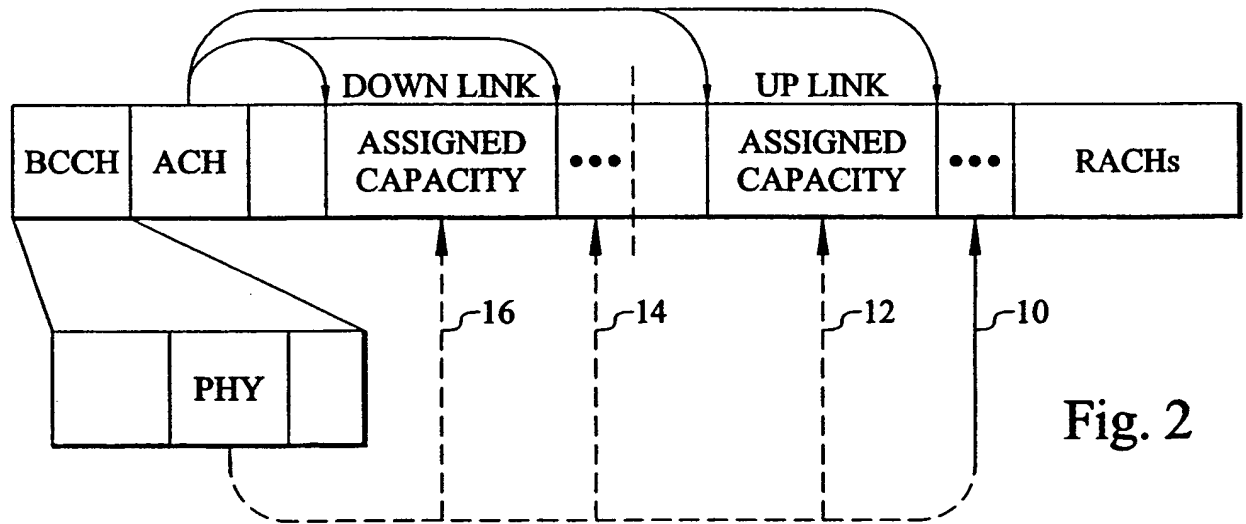 DOWN LINK
UP LINK
BCCH
ACH
ASSIGNED
CAPACITY
•••
ASSIGNED
CAPACITY
•••
RACHs
16
14
12
10
PHY
Fig. 2